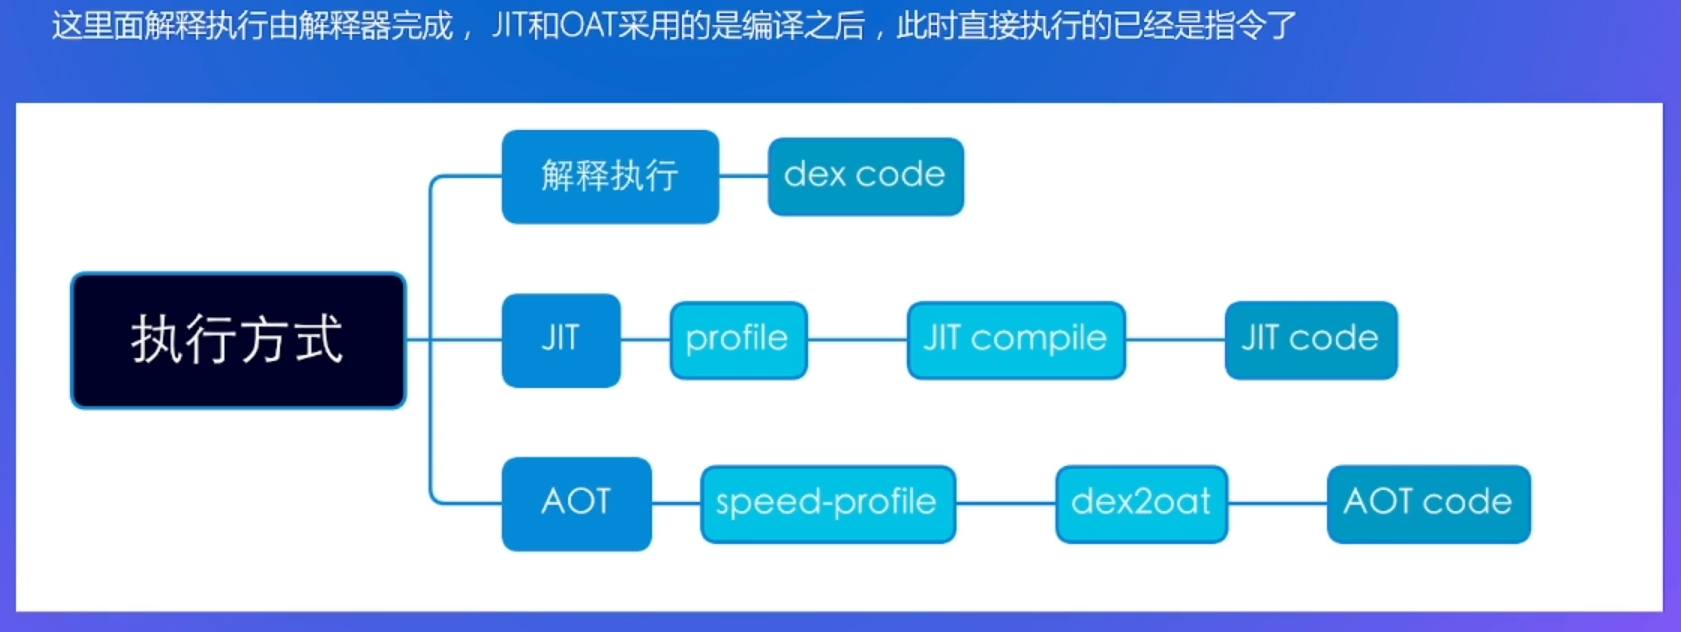 这里面解释执行由解释器完成，JIT和OAT采用的是编译之后，此时直接执行的已经是指令了
解释执行
dex code
执行方式
JIT
profile
JIT compile
JIT code
AOT
speed-profile
dex2oat
AOT code